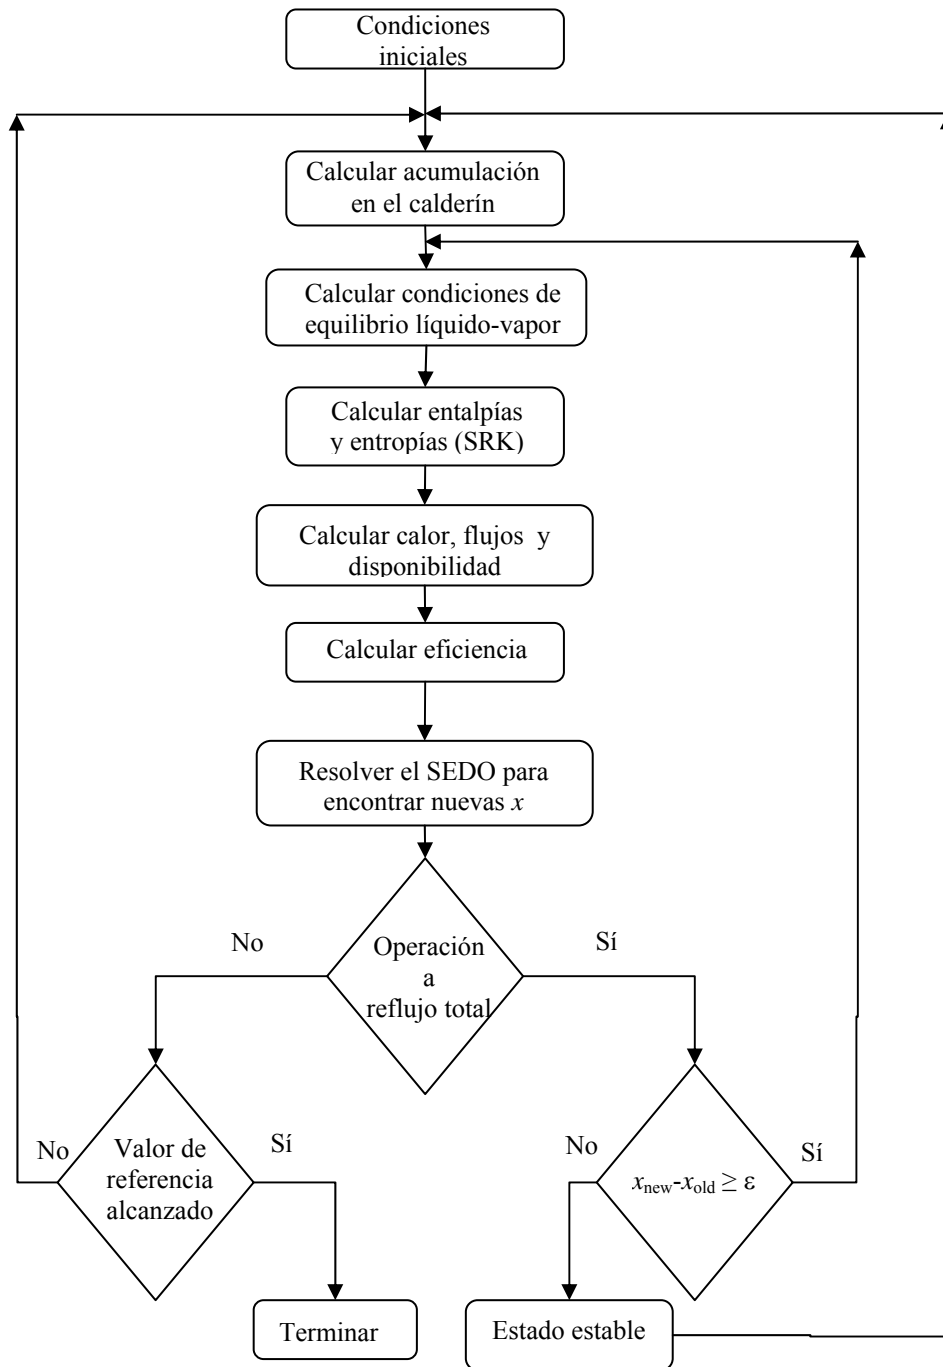 Condiciones
iniciales
Calcular acumulación
en el calderín
Calcular condiciones de
equilibrio líquido-vapor
Calcular entalpías
y entropías (SRK)
Calcular calor, flujos y
disponibilidad
Calcular eficiencia
Resolver el SEDO para
encontrar nuevas x
No
Sí
Operación
a
reflujo total
No
Valor de
referencia
alcanzado
Sí
No
xnew-xold ≥ ε
Sí
Terminar
Estado estable